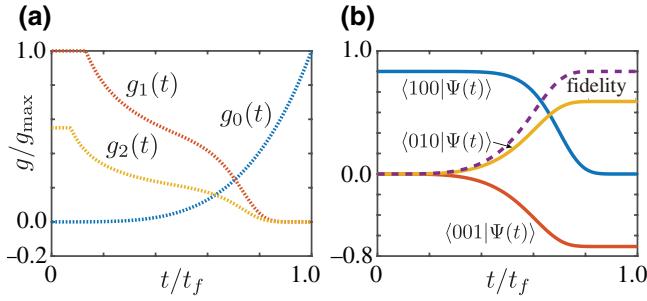 (a)
1.0
g/g_max
0.0
−0.2
g₁(t)
g₀(t)
g₂(t)
0
t/t_f
1.0
(b)
1.0
0.0
−0.8
⟨100|Ψ(t)⟩
fidelity
⟨010|Ψ(t)⟩
⟨001|Ψ(t)⟩
0
t/t_f
1.0